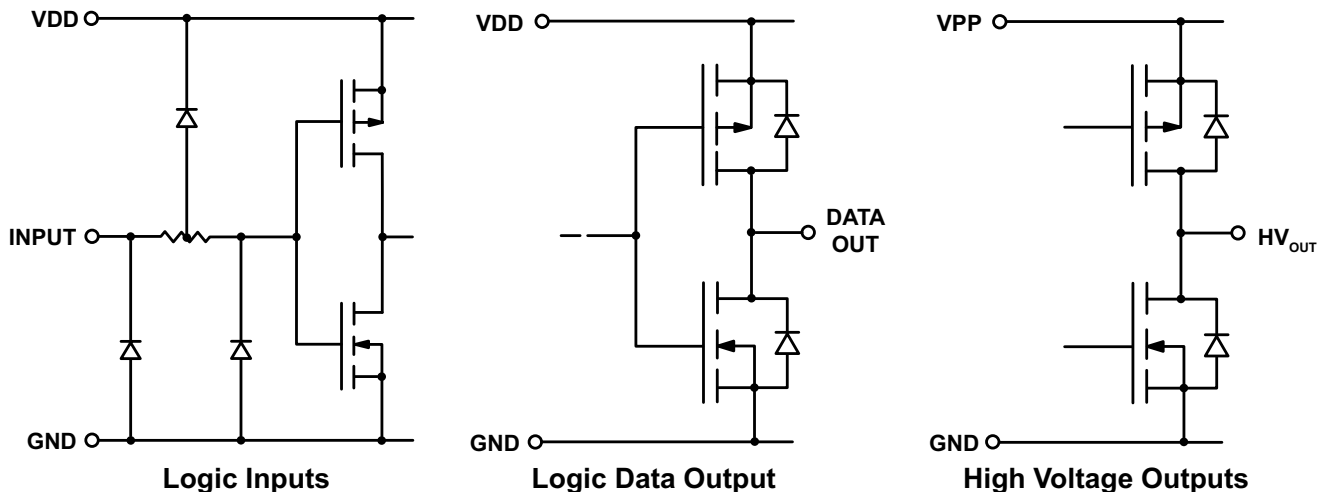 VDD
INPUT
GND
Logic Inputs
VDD
DATA
OUT
GND
Logic Data Output
VPP
HVOUT
GND
High Voltage Outputs